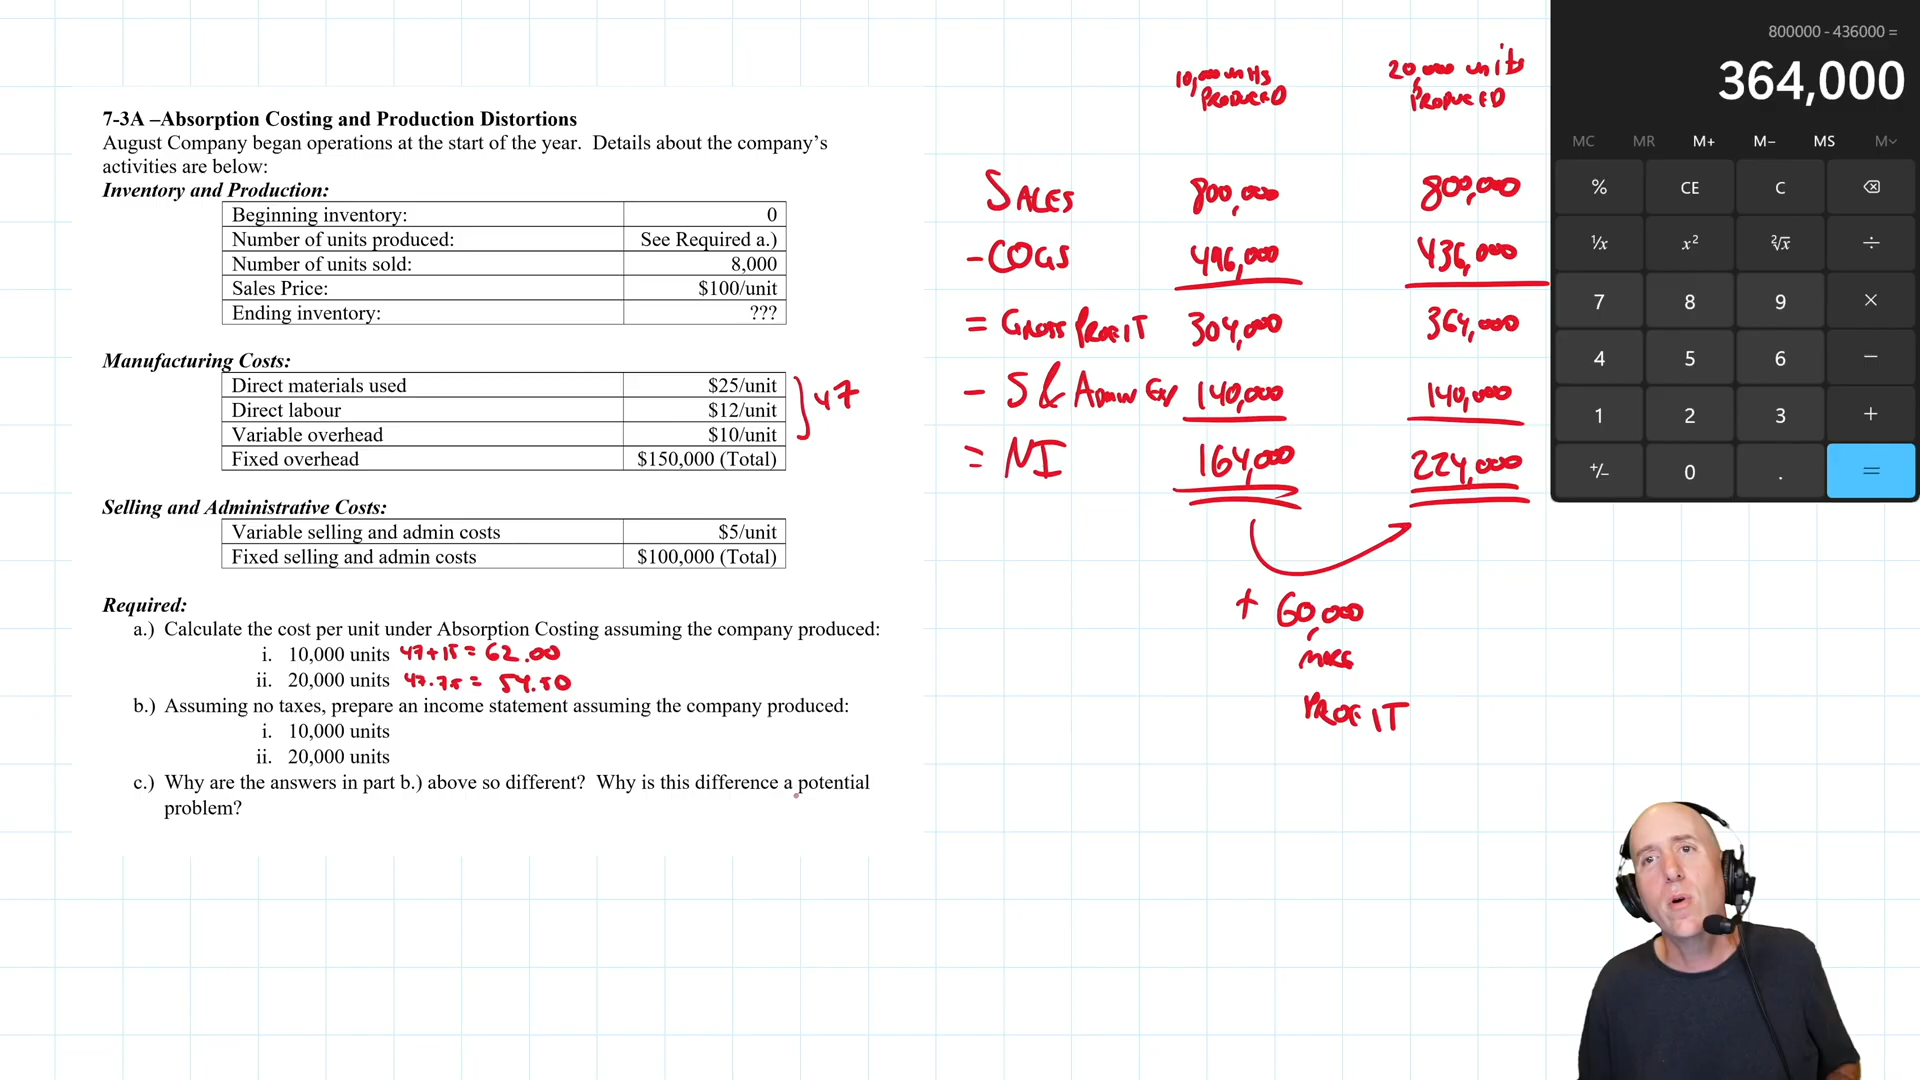 7-3A –Absorption Costing and Production Distortions
August Company began operations at the start of the year. Details about the company's
activities are below:
Inventory and Production:
Beginning inventory: 0
Number of units produced: See Required a.)
Number of units sold: 8,000
Sales Price: $100/unit
Ending inventory: ???
Manufacturing Costs:
Direct materials used $25/unit
Direct labour $12/unit
Variable overhead $10/unit
Fixed overhead $150,000 (Total)
47
Selling and Administrative Costs:
Variable selling and admin costs $5/unit
Fixed selling and admin costs $100,000 (Total)
Required:
a.) Calculate the cost per unit under Absorption Costing assuming the company produced:
i. 10,000 units 47+15 = 62.00
ii. 20,000 units 47.75 = 54.50
b.) Assuming no taxes, prepare an income statement assuming the company produced:
i. 10,000 units
ii. 20,000 units
c.) Why are the answers in part b.) above so different? Why is this difference a potential
problem?
10,000 units 20,000 units
PRODUCED PRODUCED
SALES 800,000 800,000
- COGS 496,000 436,000
= GROSS PROFIT 304,000 364,000
- S & ADMIN EXP 140,000 140,000
= NI 164,000 224,000
+ 60,000
MORE
PROFIT
800000 - 436000 =
364,000
MC MR M+ M− MS M˅
% CE C ⌫
¹/x x² ²√x ÷
7 8 9 ×
4 5 6 −
1 2 3 +
+/− 0 . =